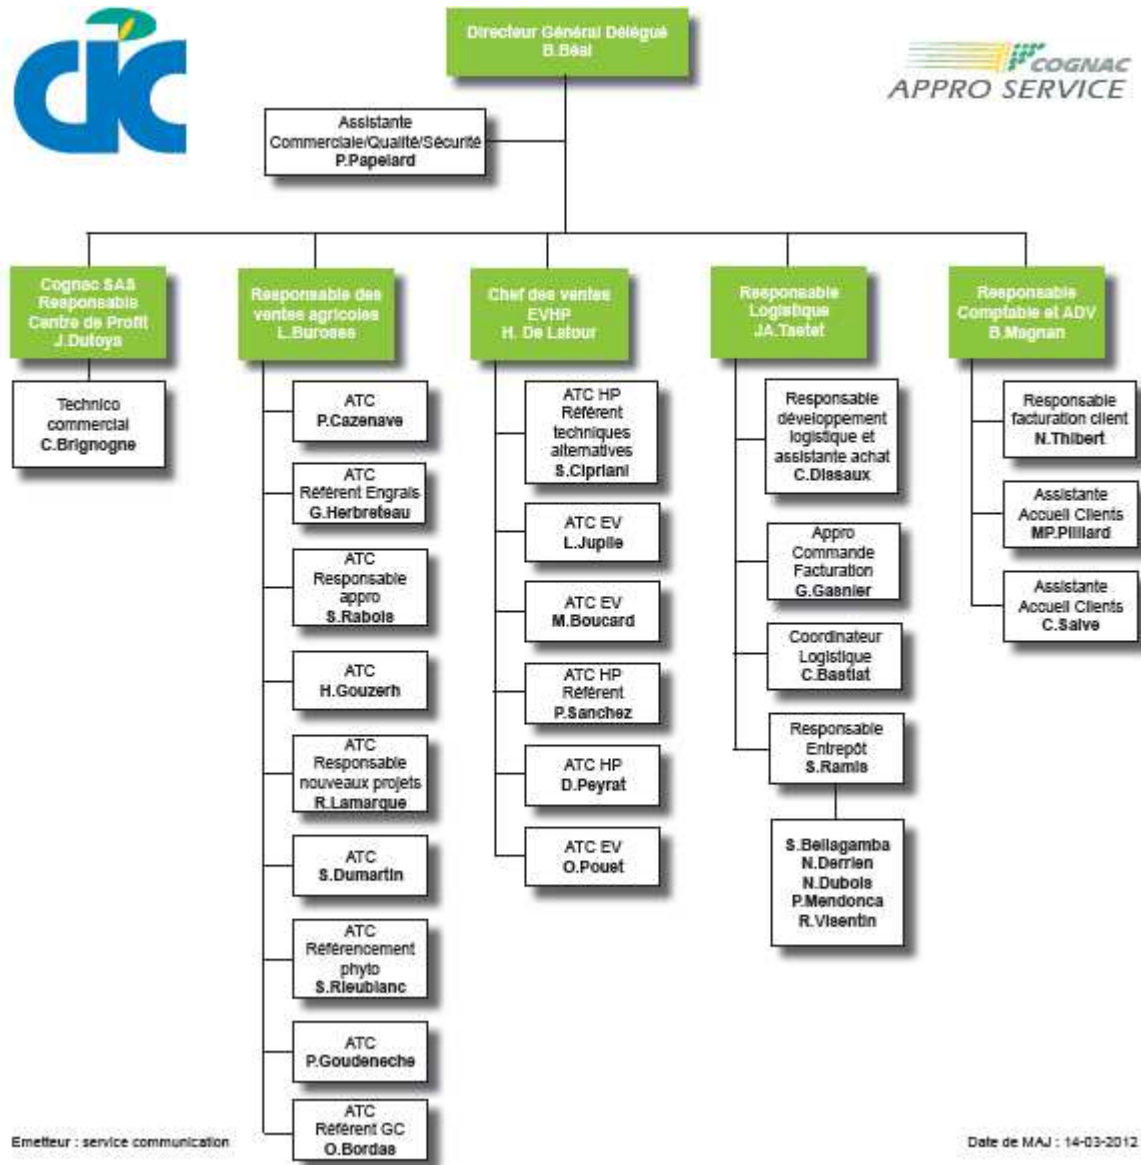 CIC
Directeur Général Délégué
B.Béal
COGNAC
APPRO SERVICE
Assistante
Commerciale/Qualité/Sécurité
P.Papelard
Cognac SAS
Responsable
Centre de Profit
J.Dutoya
Technico
commercial
C.Brignogne
Responsable des
ventes agricoles
L.Burosse
ATC
P.Cazenave
ATC
Référent Engrais
G.Herbreteau
ATC
Responsable
appro
S.Rabois
ATC
H.Gouzerh
ATC
Responsable
nouveaux projets
R.Lamarque
ATC
S.Dumartin
ATC
Référencement
phyto
S.Rieublanc
ATC
P.Goudeneche
ATC
Référent GC
O.Bordas
Chef des ventes
EVHP
H. De Latour
ATC HP
Référent
techniques
alternatives
S.Cipriani
ATC EV
L.Jupile
ATC EV
M.Boucard
ATC HP
Référent
P.Sanchez
ATC HP
D.Peyrat
ATC EV
O.Pouet
Responsable
Logistique
JA.Tastet
Responsable
développement
logistique et
assistante achat
C.Dissaux
Appro
Commande
Facturation
G.Gasnier
Coordinateur
Logistique
C.Bastiat
Responsable
Entrepôt
S.Ramis
S.Bellagamba
N.Derrien
N.Dubois
P.Mendonca
R.Visentin
Responsable
Comptable et ADV
B.Magnan
Responsable
facturation client
N.Thibert
Assistante
Accueil Clients
MP.Pilliard
Assistante
Accueil Clients
C.Salve
Emetteur : service communication
Date de MAJ : 14-03-2012